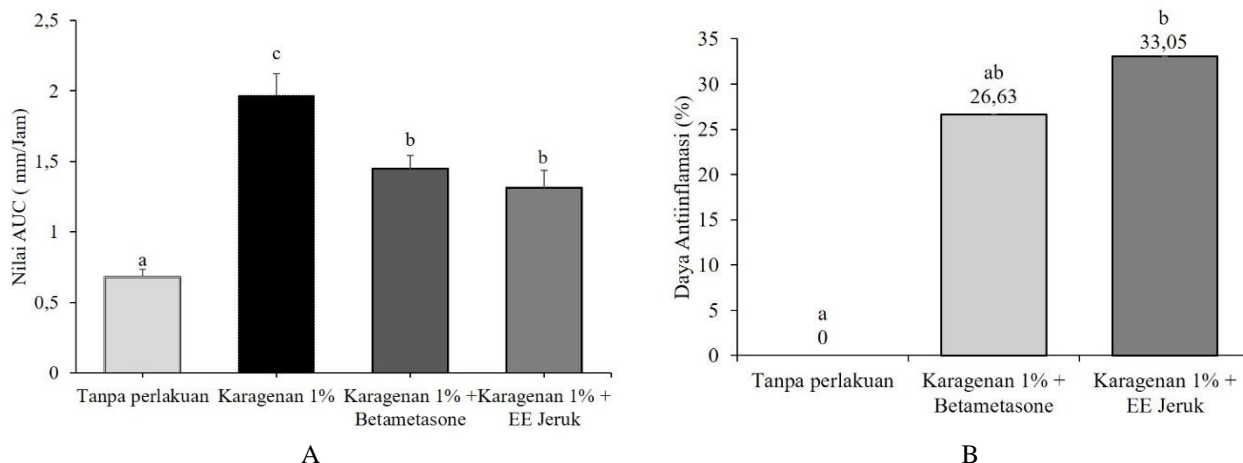 2,5
2
1,5
1
0,5
0
Nilai AUC ( mm/Jam)
a
c
b
b
Tanpa perlakuan
Karagenan 1%
Karagenan 1% +
Betametasone
Karagenan 1% +
EE Jeruk
A
35
30
25
20
15
10
5
0
Daya Antiinflamasi (%)
a
0
ab
26,63
b
33,05
Tanpa perlakuan
Karagenan 1% +
Betametasone
Karagenan 1% +
EE Jeruk
B